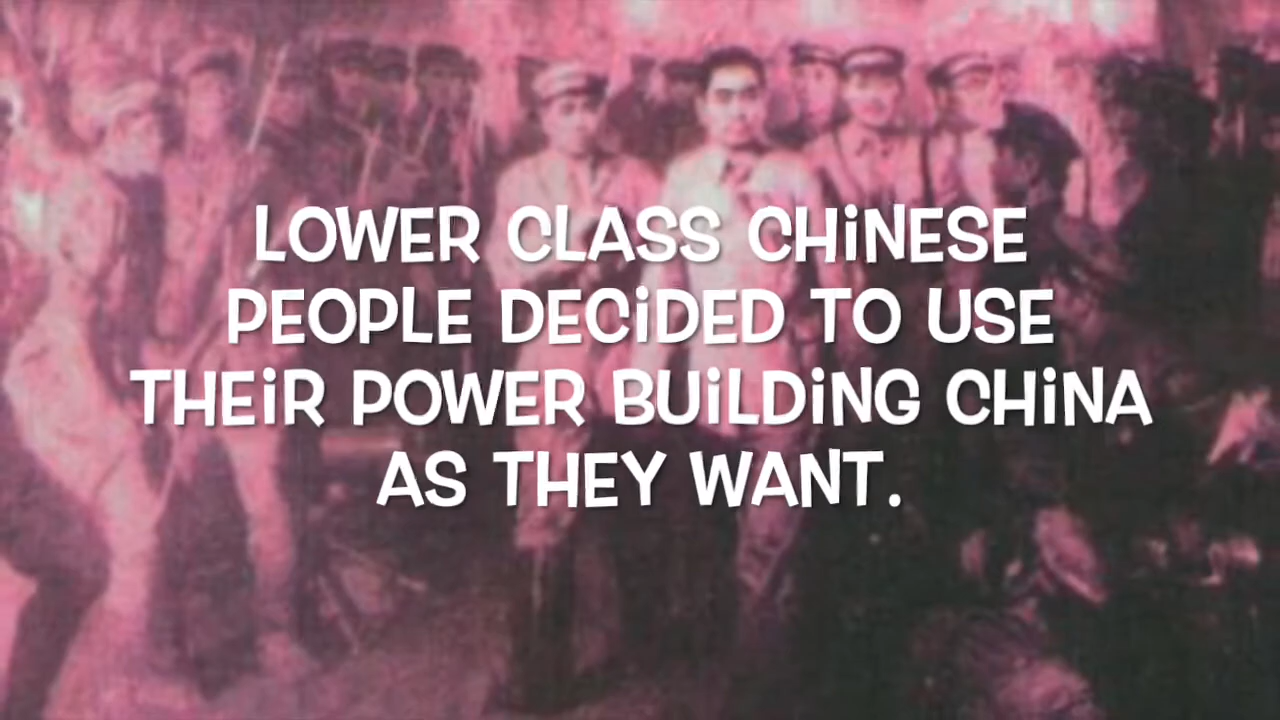 LOWER CLASS CHiNESE
PEOPLE DECiDED TO USE
THEiR POWER BUiLDiNG CHiNA
AS THEY WANT.